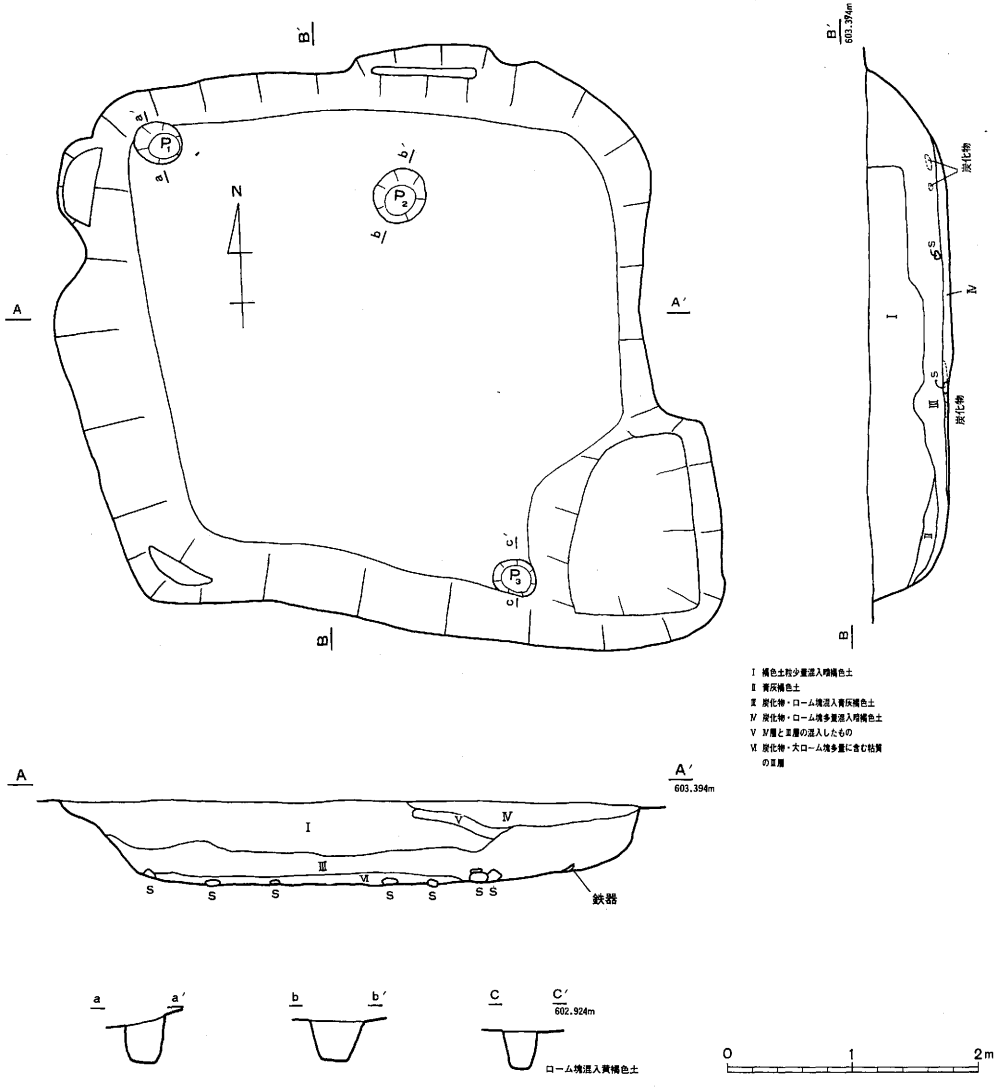 B′
B′
603.394m
a′
P1
a
b′
P2
b
N
炭化物
S
Ⅳ
A
A′
Ⅰ
S
Ⅲ
炭化物
Ⅱ
c′
P3
c
B
B
Ⅰ 褐色土粒少量混入暗褐色土
Ⅱ 青灰褐色土
Ⅲ 炭化物・ローム塊混入青灰褐色土
Ⅳ 炭化物・ローム塊多量混入暗褐色土
Ⅴ Ⅳ層とⅢ層の混入したもの
Ⅵ 炭化物・大ローム塊多量に含む粘質
のⅢ層
A
A′
603.394m
Ⅰ
Ⅴ
Ⅳ
Ⅲ
Ⅵ
S S S S S S S
鉄器
a a′ b b′ C C′
602.924m
ローム塊混入黄褐色土
0 1 2m